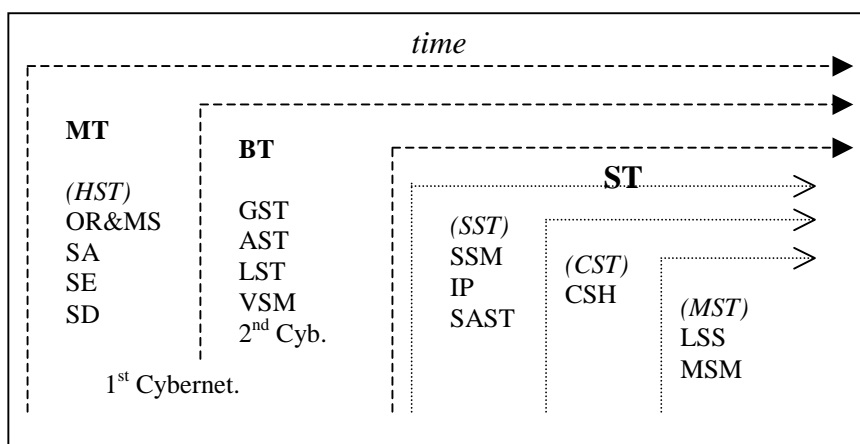 time
MT
(HST)
OR&MS
SA
SE
SD
1st Cybernet.
BT
GST
AST
LST
VSM
2nd Cyb.
ST
(SST)
SSM
IP
SAST
(CST)
CSH
(MST)
LSS
MSM